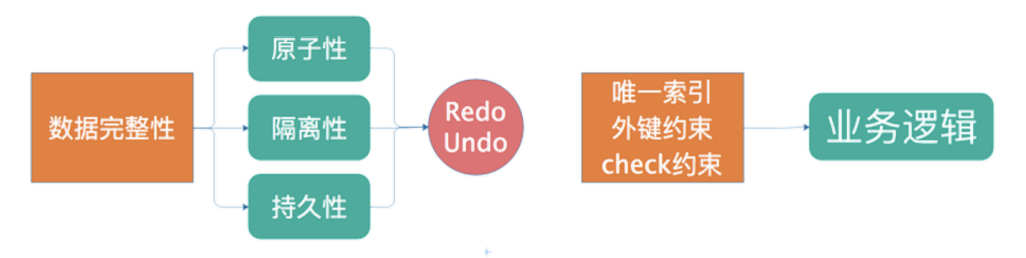 数据完整性
原子性
隔离性
持久性
Redo
Undo
唯一索引
外键约束
check约束
业务逻辑